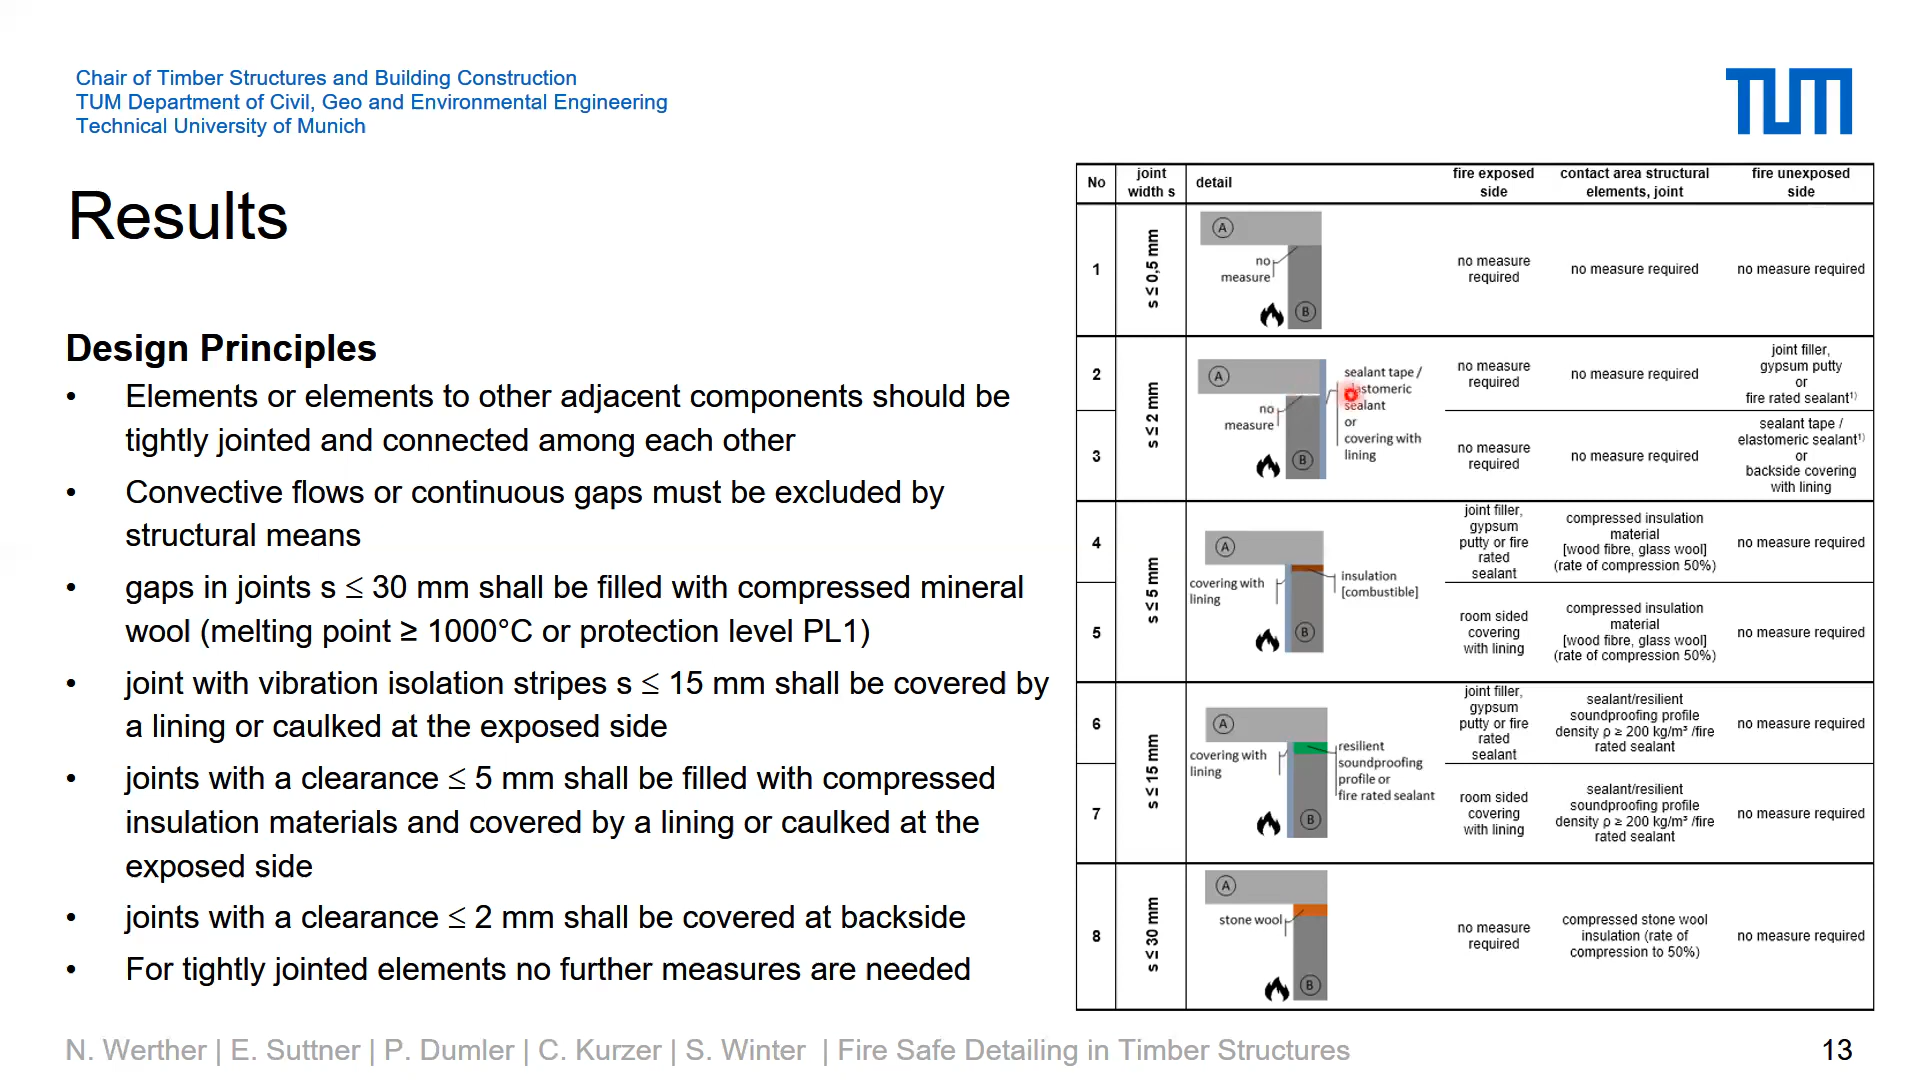 Chair of Timber Structures and Building Construction
TUM Department of Civil, Geo and Environmental Engineering
Technical University of Munich
TUM
Results
Design Principles
• Elements or elements to other adjacent components should be
tightly jointed and connected among each other
• Convective flows or continuous gaps must be excluded by
structural means
• gaps in joints s ≤ 30 mm shall be filled with compressed mineral
wool (melting point ≥ 1000°C or protection level PL1)
• joint with vibration isolation stripes s ≤ 15 mm shall be covered by
a lining or caulked at the exposed side
• joints with a clearance ≤ 5 mm shall be filled with compressed
insulation materials and covered by a lining or caulked at the
exposed side
• joints with a clearance ≤ 2 mm shall be covered at backside
• For tightly jointed elements no further measures are needed
No
joint
width s
detail
fire exposed
side
contact area structural
elements, joint
fire unexposed
side
1
s ≤ 0,5 mm
A
no
measure
B
no measure
required
no measure required
no measure required
2
s ≤ 2 mm
A
no
measure
B
sealant tape /
elastomeric
sealant
or
covering with
lining
no measure
required
no measure required
joint filler,
gypsum putty
or
fire rated sealant¹⁾
3
no measure
required
no measure required
sealant tape /
elastomeric sealant¹⁾
or
backside covering
with lining
4
s ≤ 5 mm
A
covering with
lining
B
insulation
[combustible]
joint filler,
gypsum
putty or fire
rated
sealant
compressed insulation
material
[wood fibre, glass wool]
(rate of compression 50%)
no measure required
5
room sided
covering
with lining
compressed insulation
material
[wood fibre, glass wool]
(rate of compression 50%)
no measure required
6
s ≤ 15 mm
A
covering with
lining
B
resilient
soundproofing
profile or
fire rated sealant
joint filler,
gypsum
putty or fire
rated
sealant
sealant/resilient
soundproofing profile
density ρ ≥ 200 kg/m³ /fire
rated sealant
no measure required
7
room sided
covering
with lining
sealant/resilient
soundproofing profile
density ρ ≥ 200 kg/m³ /fire
rated sealant
no measure required
8
s ≤ 30 mm
A
stone wool
B
no measure
required
compressed stone wool
insulation (rate of
compression to 50%)
no measure required
N. Werther | E. Suttner | P. Dumler | C. Kurzer | S. Winter | Fire Safe Detailing in Timber Structures
13